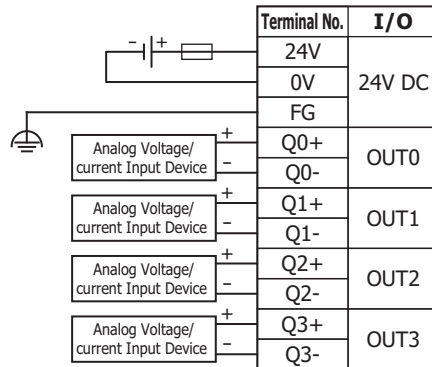 Terminal No. I/O
- + 24V
0V 24V DC
FG
Analog Voltage/
current Input Device
+ Q0+
- Q0-
OUT0
Analog Voltage/
current Input Device
+ Q1+
- Q1-
OUT1
Analog Voltage/
current Input Device
+ Q2+
- Q2-
OUT2
Analog Voltage/
current Input Device
+ Q3+
- Q3-
OUT3